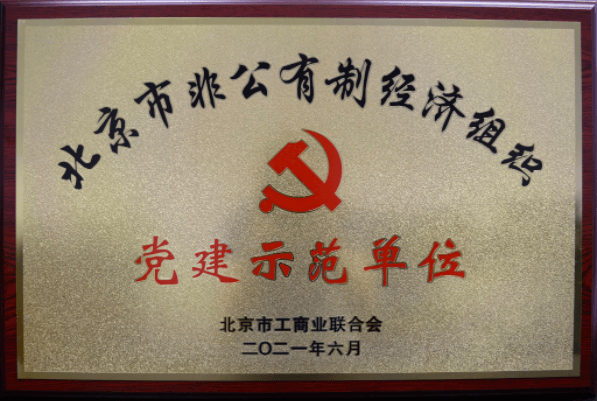 北京市非公有制经济组织
党建示范单位
北京市工商业联合会
二〇二一年六月